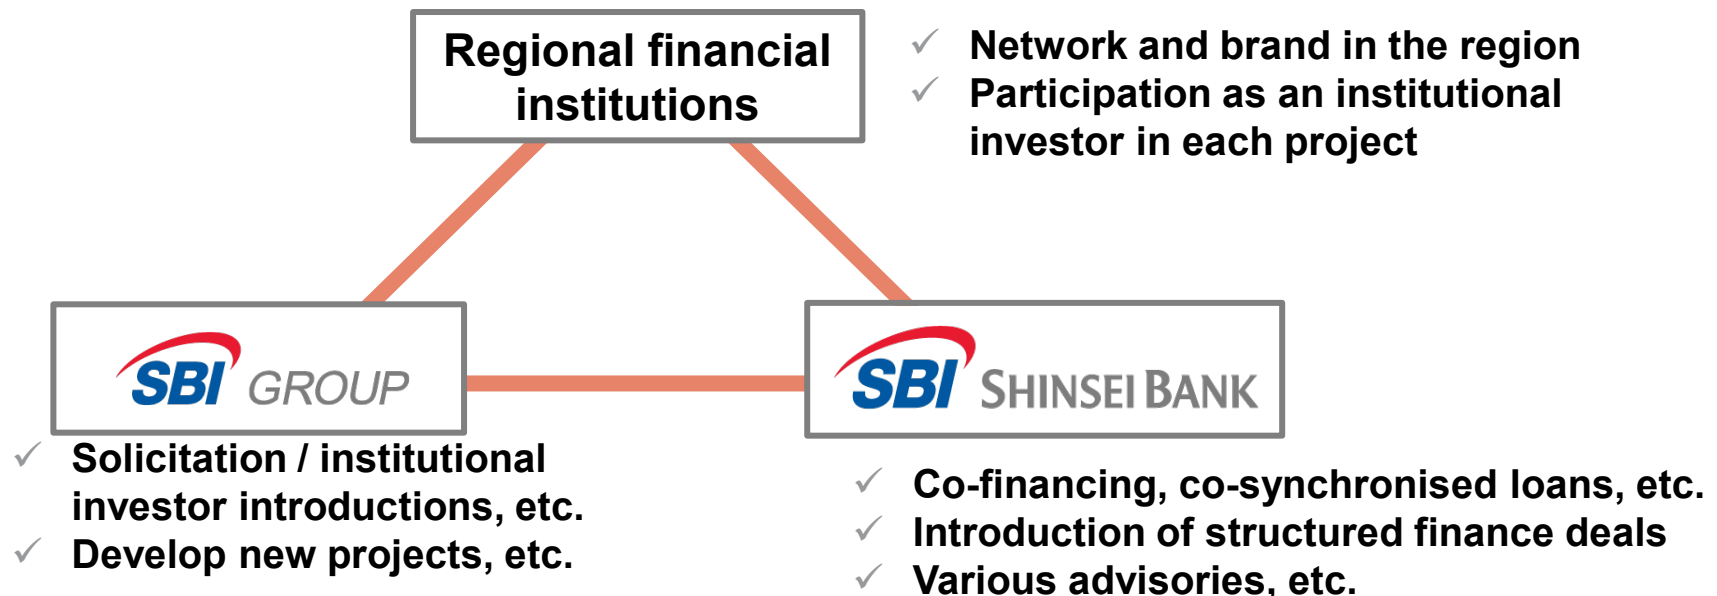 Regional financial
institutions
✓ Network and brand in the region
✓ Participation as an institutional
investor in each project
SBI GROUP
SBI SHINSEI BANK
✓ Solicitation / institutional
investor introductions, etc.
✓ Develop new projects, etc.
✓ Co-financing, co-synchronised loans, etc.
✓ Introduction of structured finance deals
✓ Various advisories, etc.